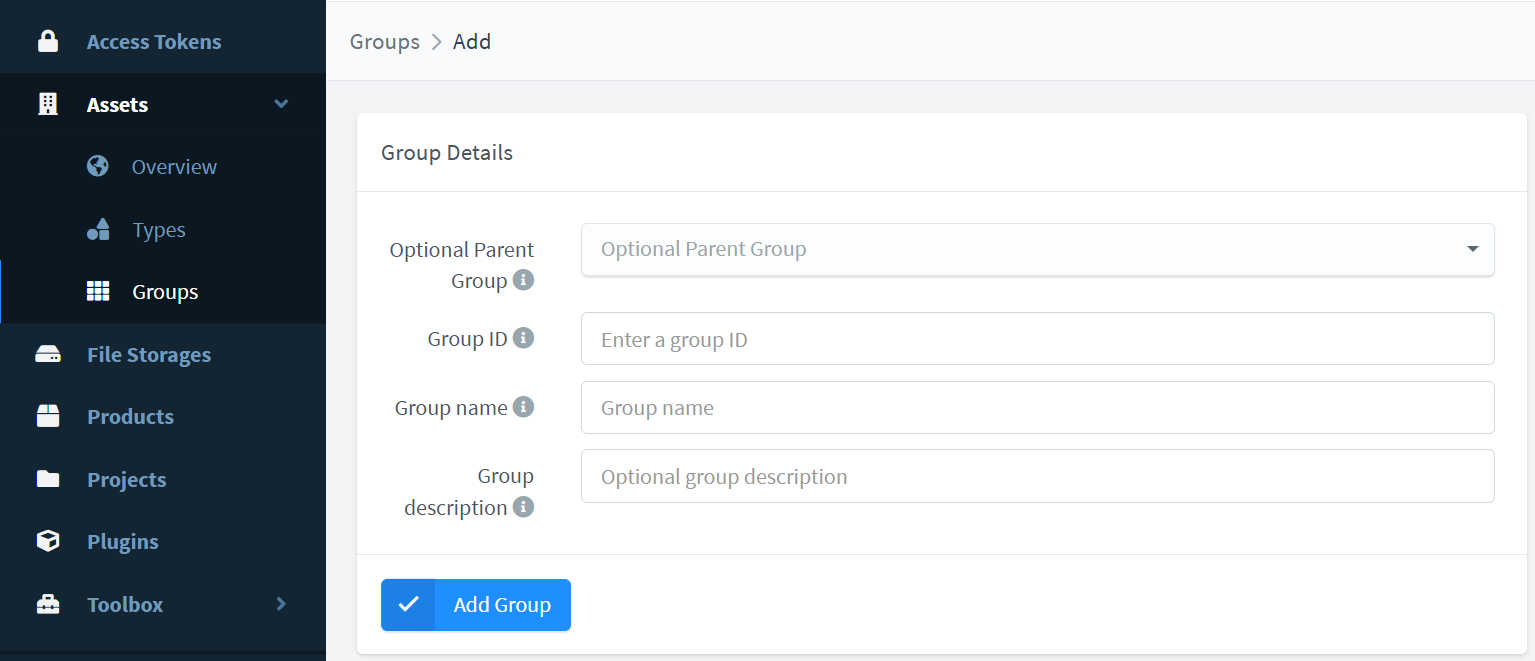 Access Tokens
Assets
Overview
Types
Groups
File Storages
Products
Projects
Plugins
Toolbox
Groups > Add
Group Details
Optional Parent
Group
Optional Parent Group
Group ID
Enter a group ID
Group name
Group name
Group
description
Optional group description
Add Group